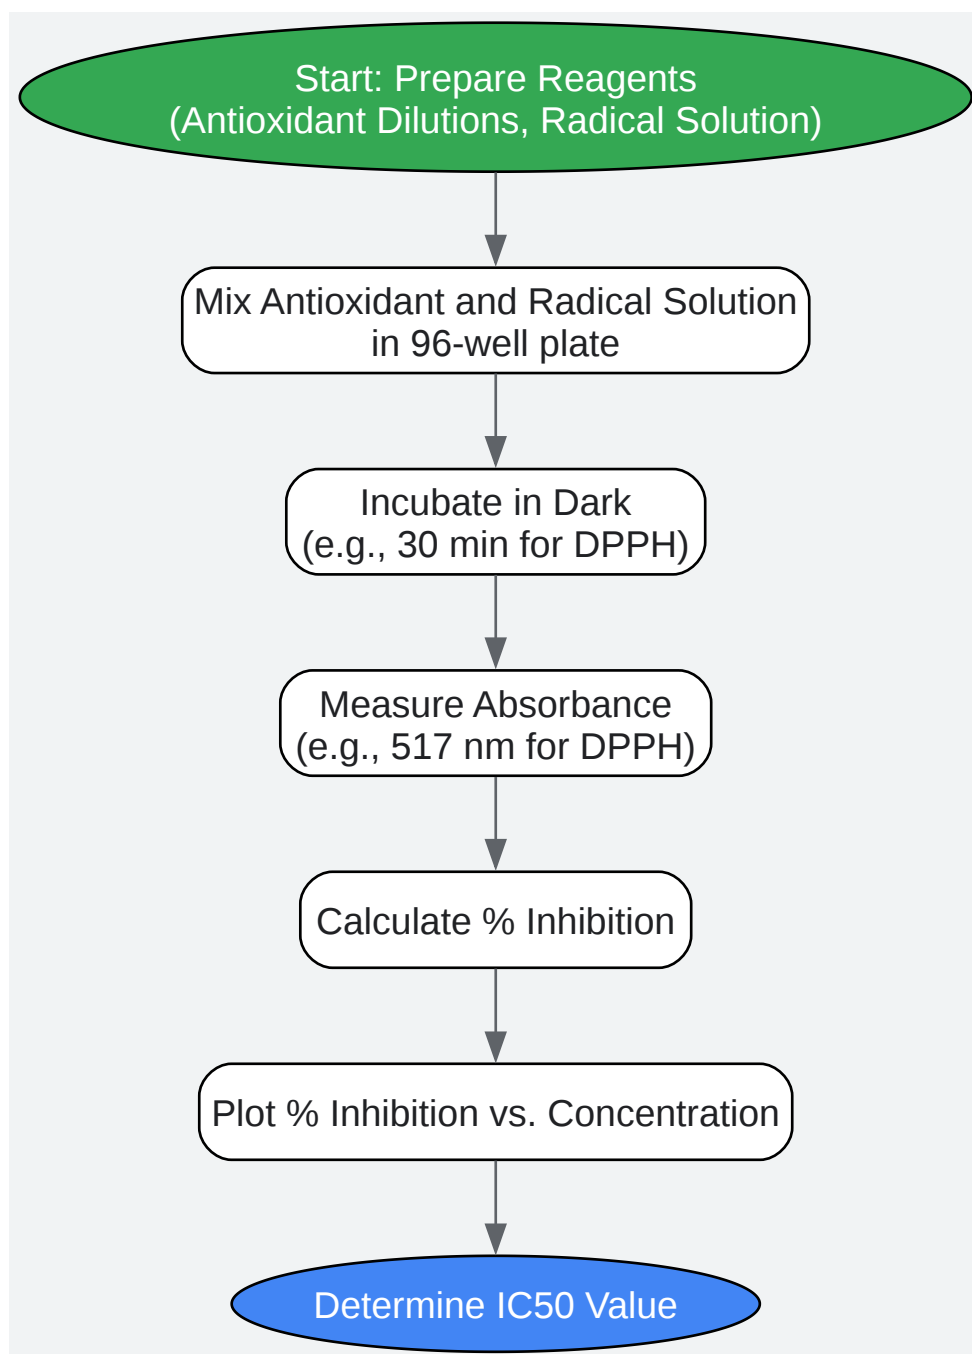 Start: Prepare Reagents
(Antioxidant Dilutions, Radical Solution)
Mix Antioxidant and Radical Solution
in 96-well plate
Incubate in Dark
(e.g., 30 min for DPPH)
Measure Absorbance
(e.g., 517 nm for DPPH)
Calculate % Inhibition
Plot % Inhibition vs. Concentration
Determine IC50 Value